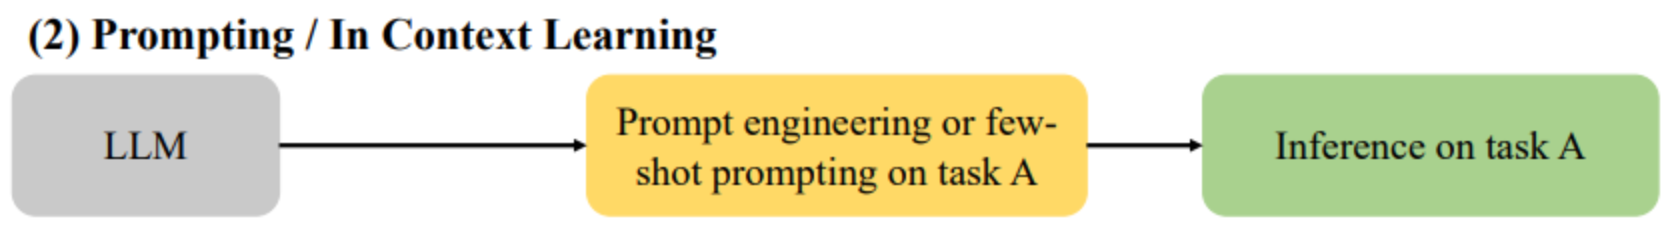 (2) Prompting / In Context Learning
LLM
Prompt engineering or few-
shot prompting on task A
Inference on task A